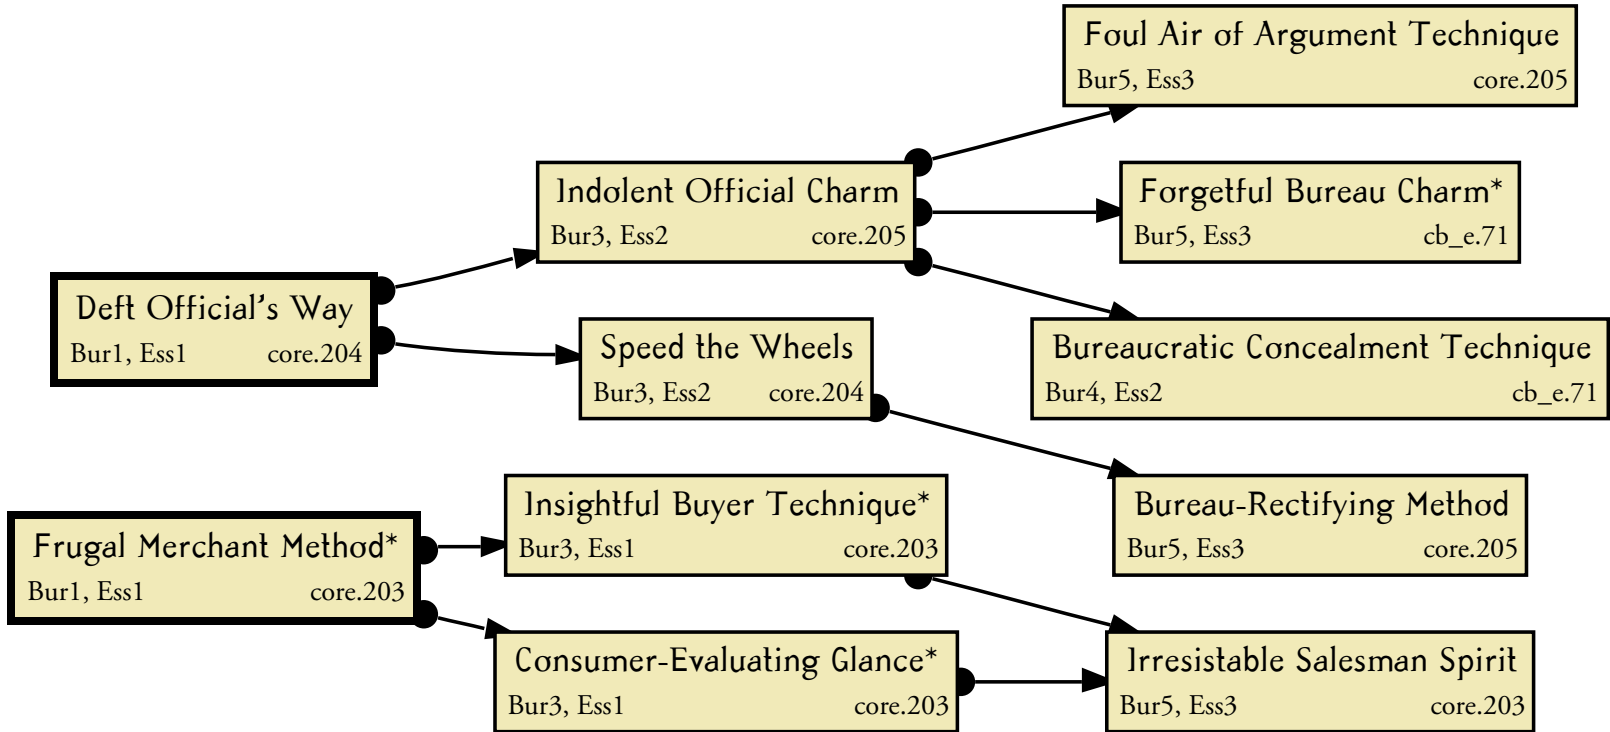 Foul Air of Argument Technique
Bur5, Ess3 core.205
Indolent Official Charm
Bur3, Ess2 core.205
Forgetful Bureau Charm*
Bur5, Ess3 cb_e.71
Deft Official's Way
Bur1, Ess1 core.204
Speed the Wheels
Bur3, Ess2 core.204
Bureaucratic Concealment Technique
Bur4, Ess2 cb_e.71
Insightful Buyer Technique*
Bur3, Ess1 core.203
Bureau-Rectifying Method
Bur5, Ess3 core.205
Frugal Merchant Method*
Bur1, Ess1 core.203
Consumer-Evaluating Glance*
Bur3, Ess1 core.203
Irresistable Salesman Spirit
Bur5, Ess3 core.203